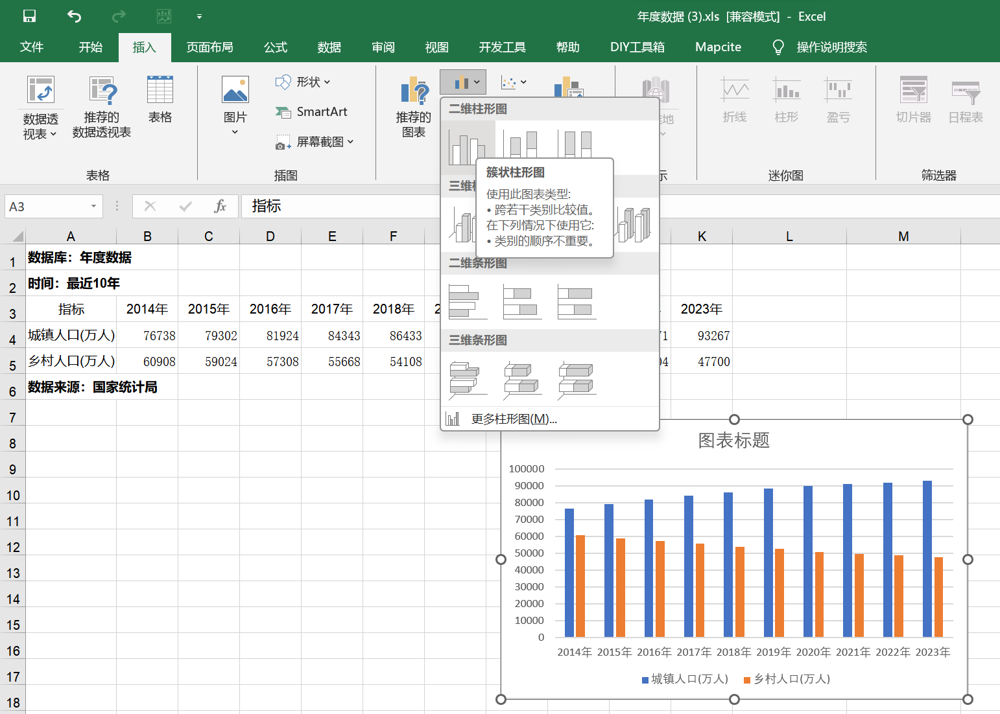 年度数据 (3).xls [兼容模式] - Excel
文件 开始 插入 页面布局 公式 数据 审阅 视图 开发工具 帮助 DIY工具箱 Mapcite 操作说明搜索
数据透
视表
推荐的
数据透视表
表格
表格
图片
形状
SmartArt
屏幕截图
插图
推荐的
图表
折线
柱形
盈亏
迷你图
切片器
日程表
筛选器
二维柱形图
簇状柱形图
使用此图表类型:
• 跨若干类别比较值。
在下列情况下使用它:
• 类别的顺序不重要。
二维条形图
三维条形图
更多柱形图(M)...
A3
fx
指标
A B C D E F K L M
1 数据库：年度数据
2 时间：最近10年
3 指标 2014年 2015年 2016年 2017年 2018年 2023年
4 城镇人口(万人) 76738 79302 81924 84343 86433 93267
5 乡村人口(万人) 60908 59024 57308 55668 54108 47700
6 数据来源：国家统计局
7
8
9
10
11
12
13
14
15
16
17
18
图表标题
100000
90000
80000
70000
60000
50000
40000
30000
20000
10000
0
2014年 2015年 2016年 2017年 2018年 2019年 2020年 2021年 2022年 2023年
城镇人口(万人) 乡村人口(万人)